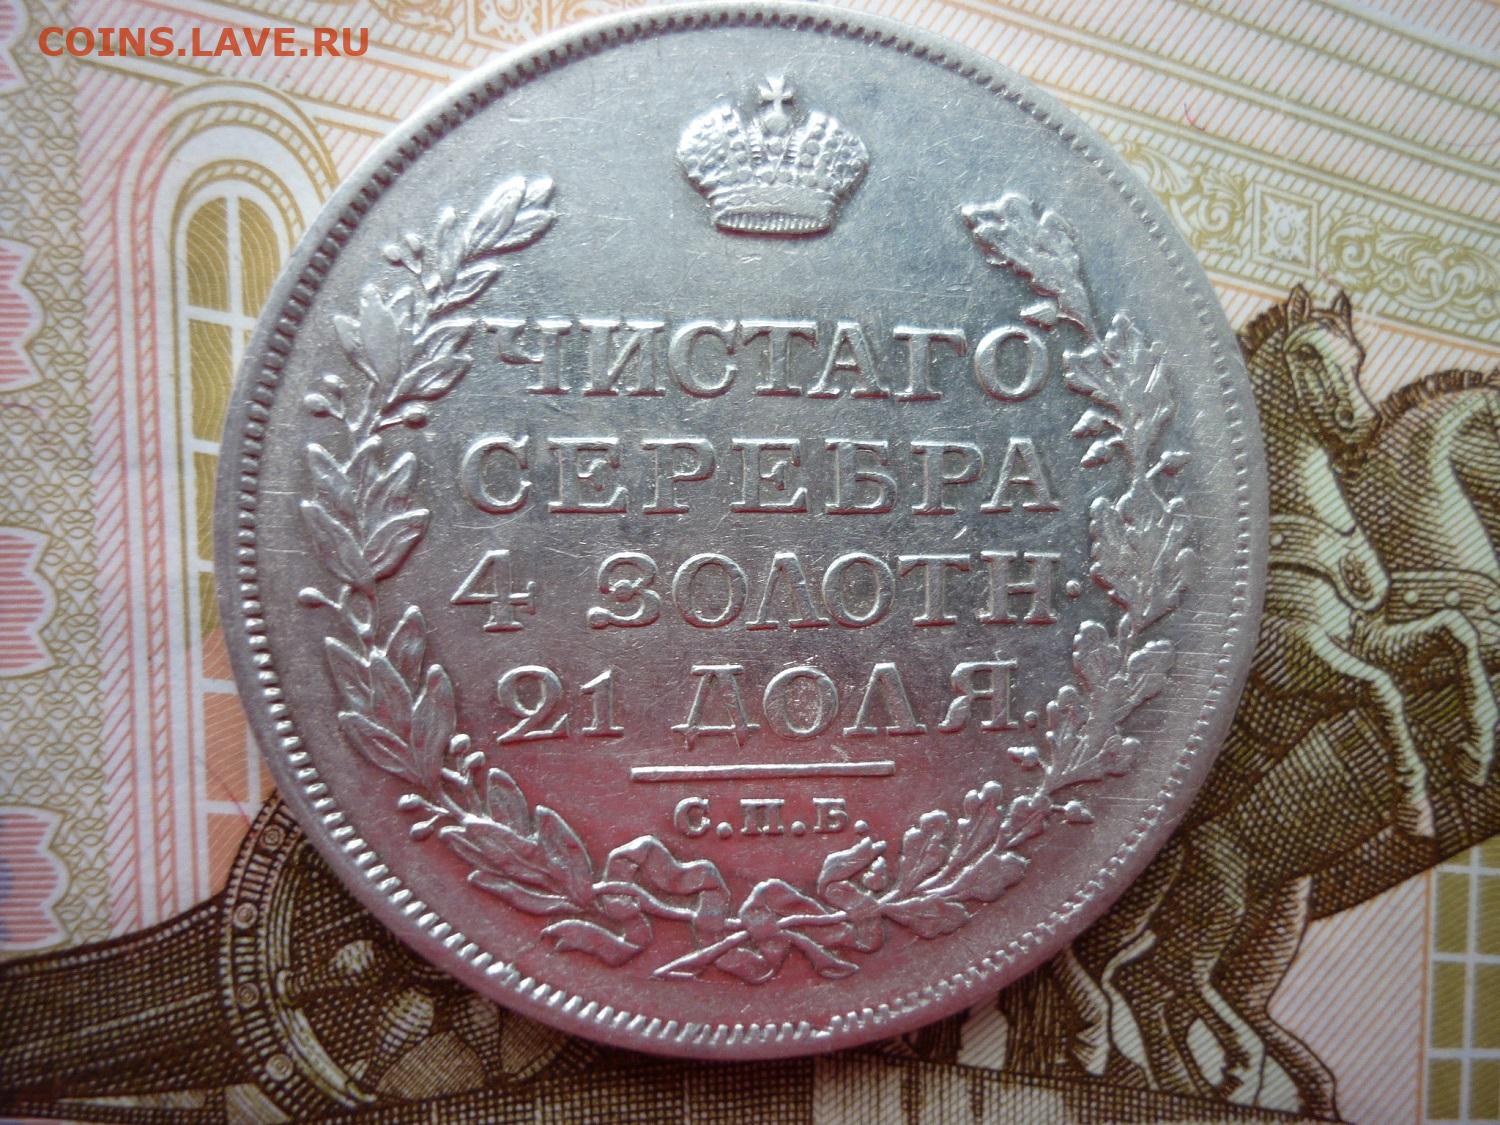 COINS.LAVE.RU
ЧИСТАГО
СЕРЕБРА
4 ЗОЛОТН.
21 ДОЛЯ.
С.П.Б.